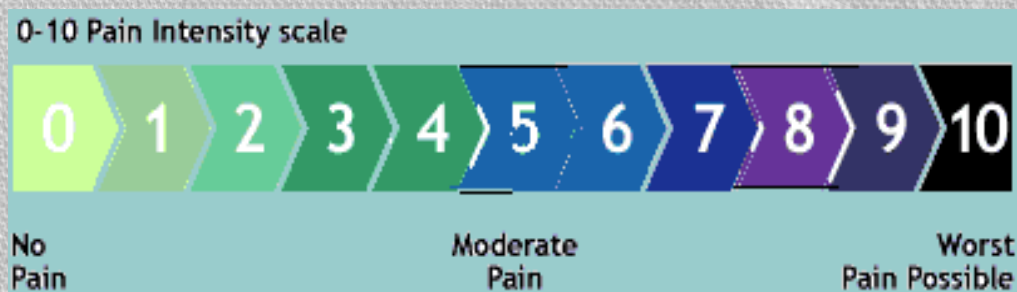 0-10 Pain Intensity scale
0 1 2 3 4 5 6 7 8 9 10
No Moderate Worst
Pain Pain Pain Possible